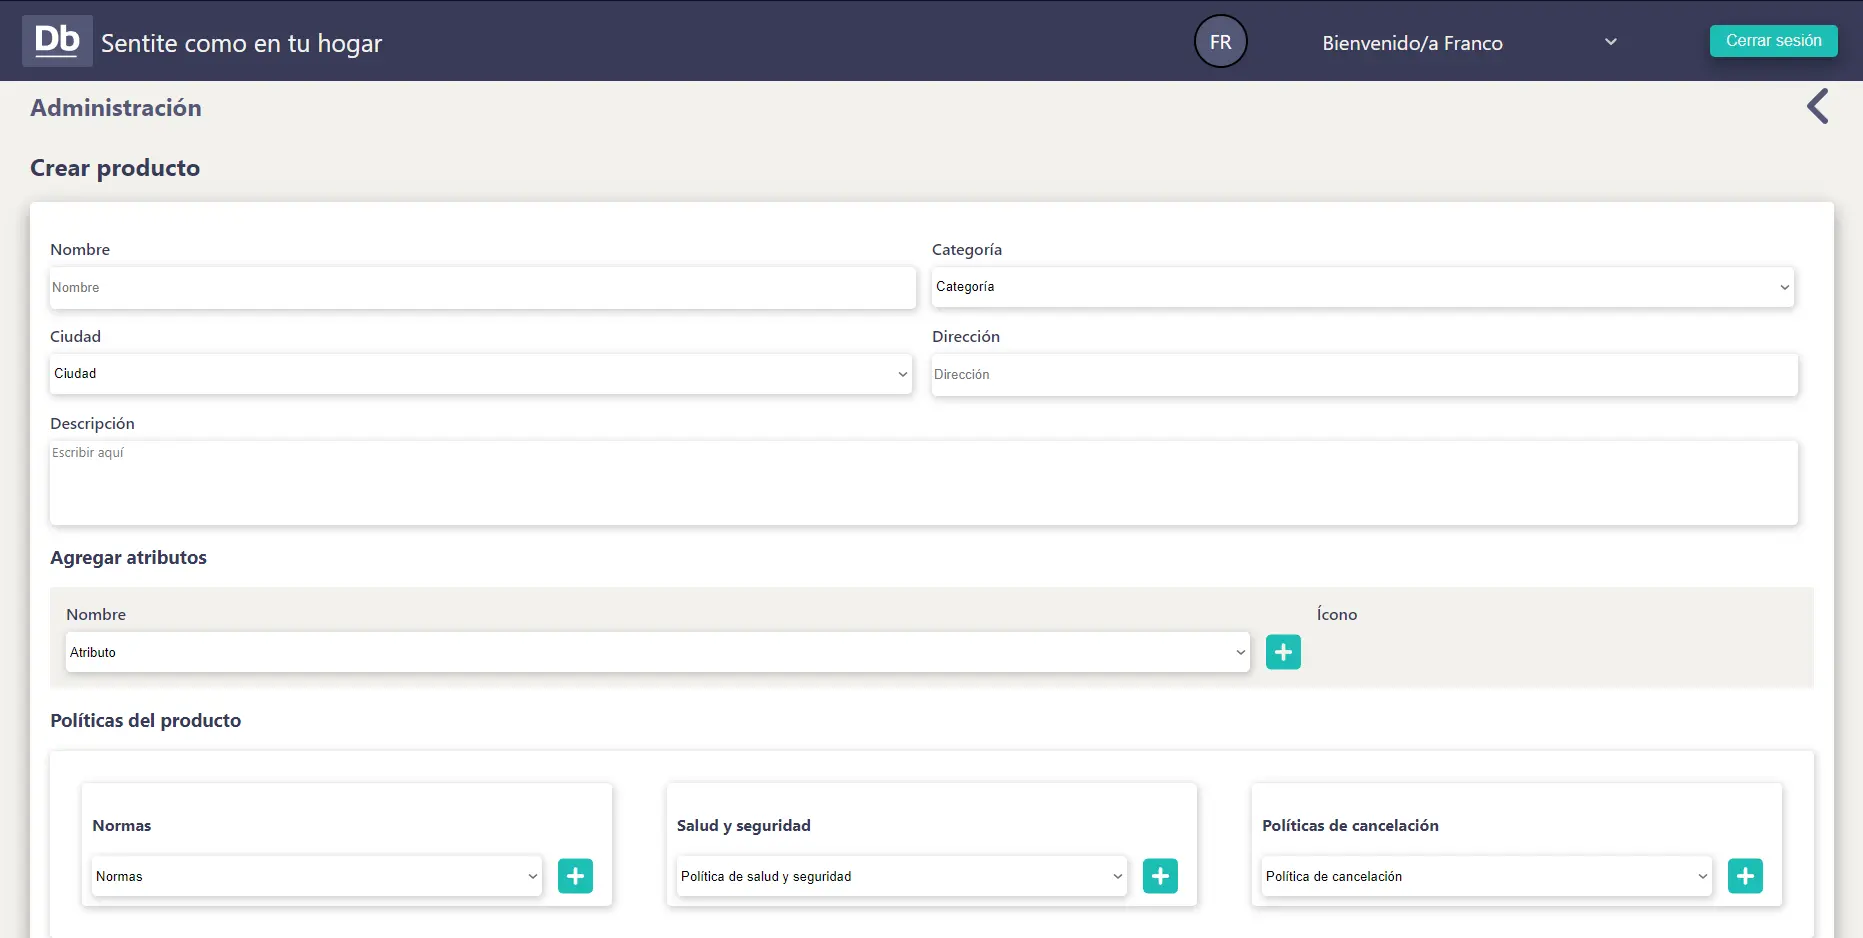 Db Sentite como en tu hogar
FR
Bienvenido/a Franco
Cerrar sesión
Administración
Crear producto
Nombre
Nombre
Categoría
Categoría
Ciudad
Ciudad
Dirección
Dirección
Descripción
Escribir aquí
Agregar atributos
Nombre
Atributo
Ícono
Políticas del producto
Normas
Normas
Salud y seguridad
Política de salud y seguridad
Políticas de cancelación
Política de cancelación